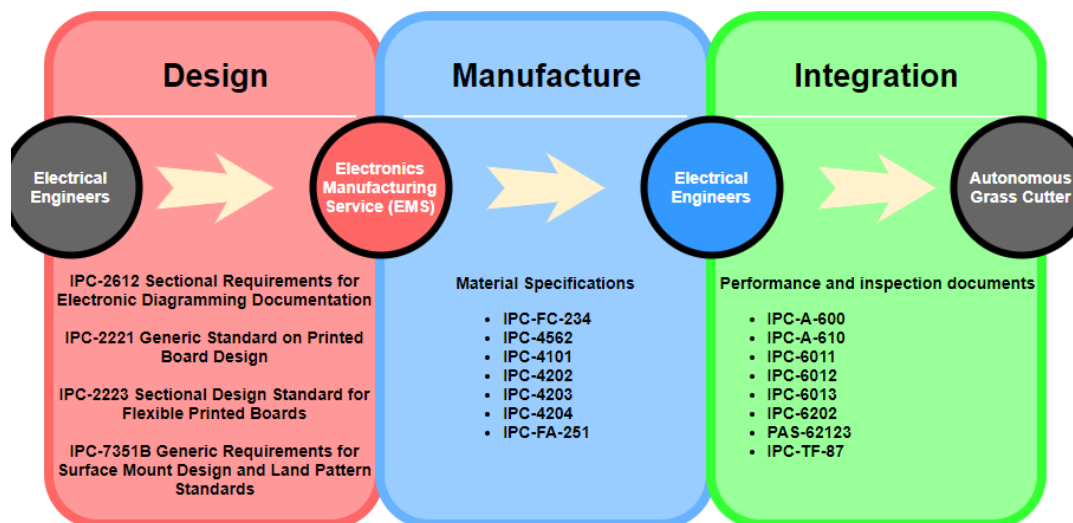 Design
Manufacture
Integration
Electrical
Engineers
Electronics
Manufacturing
Service (EMS)
Electrical
Engineers
Autonomous
Grass Cutter
IPC-2612 Sectional Requirements for
Electronic Diagramming Documentation
IPC-2221 Generic Standard on Printed
Board Design
IPC-2223 Sectional Design Standard for
Flexible Printed Boards
IPC-7351B Generic Requirements for
Surface Mount Design and Land Pattern
Standards
Material Specifications
• IPC-FC-234
• IPC-4562
• IPC-4101
• IPC-4202
• IPC-4203
• IPC-4204
• IPC-FA-251
Performance and inspection documents
• IPC-A-600
• IPC-A-610
• IPC-6011
• IPC-6012
• IPC-6013
• IPC-6202
• PAS-62123
• IPC-TF-87